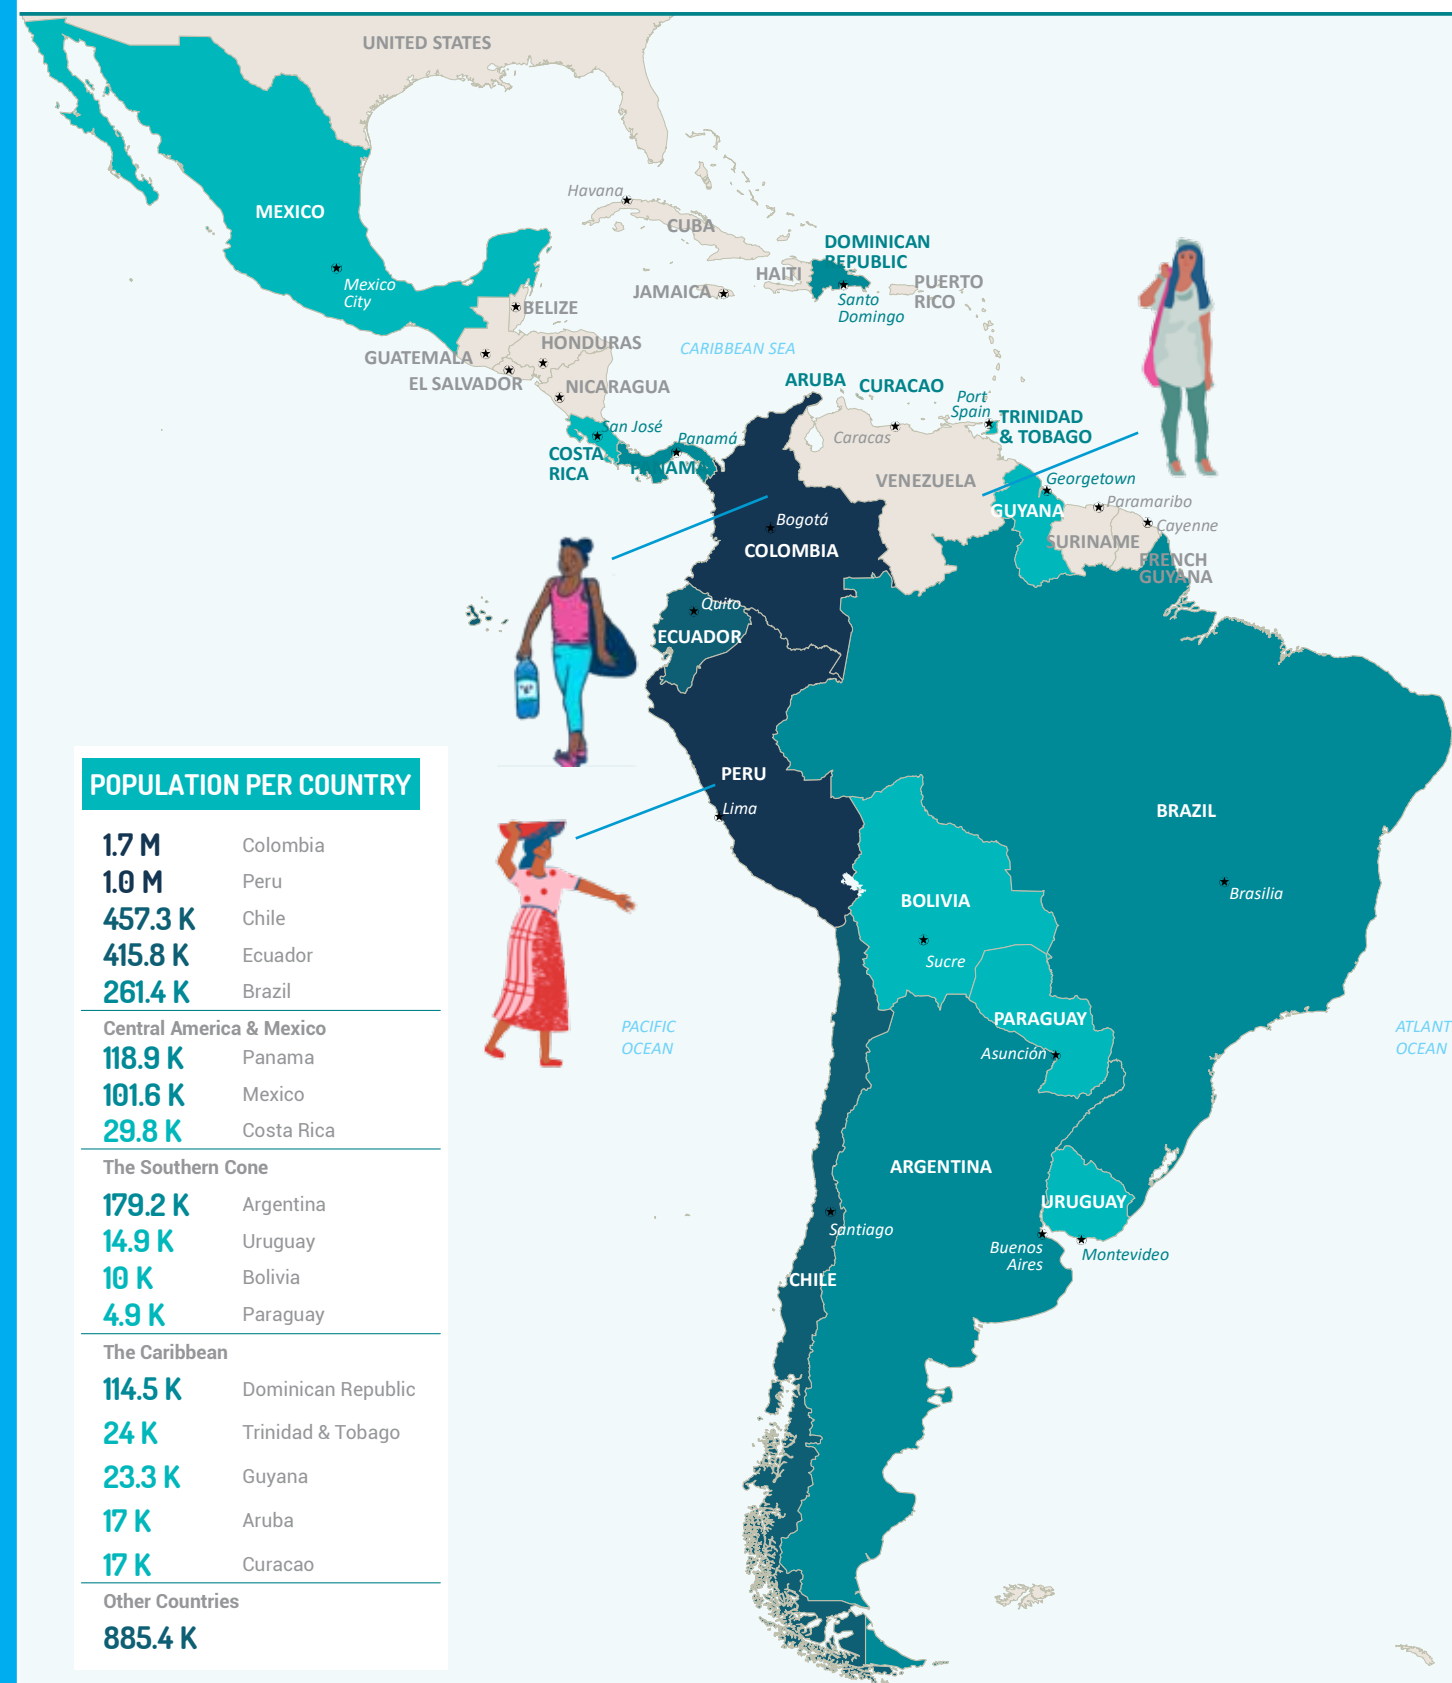 UNITED STATES
MEXICO
Mexico
City
Havana
CUBA
DOMINICAN
REPUBLIC
HAITI
JAMAICA
PUERTO
RICO
Santo
Domingo
BELIZE
HONDURAS
GUATEMALA
EL SALVADOR
NICARAGUA
CARIBBEAN SEA
ARUBA
CURACAO
Port
Spain
TRINIDAD
& TOBAGO
San José
Panamá
COSTA
RICA
PANAMA
Caracas
VENEZUELA
Georgetown
GUYANA
Paramaribo
Cayenne
SURINAME
FRENCH
GUYANA
Bogotá
COLOMBIA
Quito
ECUADOR
PERU
Lima
BRAZIL
Brasilia
BOLIVIA
Sucre
PARAGUAY
Asunción
PACIFIC
OCEAN
ATLANT
OCEAN
ARGENTINA
URUGUAY
Santiago
Buenos
Aires
Montevideo
CHILE
POPULATION PER COUNTRY
1.7 M Colombia
1.0 M Peru
457.3 K Chile
415.8 K Ecuador
261.4 K Brazil
Central America & Mexico
118.9 K Panama
101.6 K Mexico
29.8 K Costa Rica
The Southern Cone
179.2 K Argentina
14.9 K Uruguay
10 K Bolivia
4.9 K Paraguay
The Caribbean
114.5 K Dominican Republic
24 K Trinidad & Tobago
23.3 K Guyana
17 K Aruba
17 K Curacao
Other Countries
885.4 K